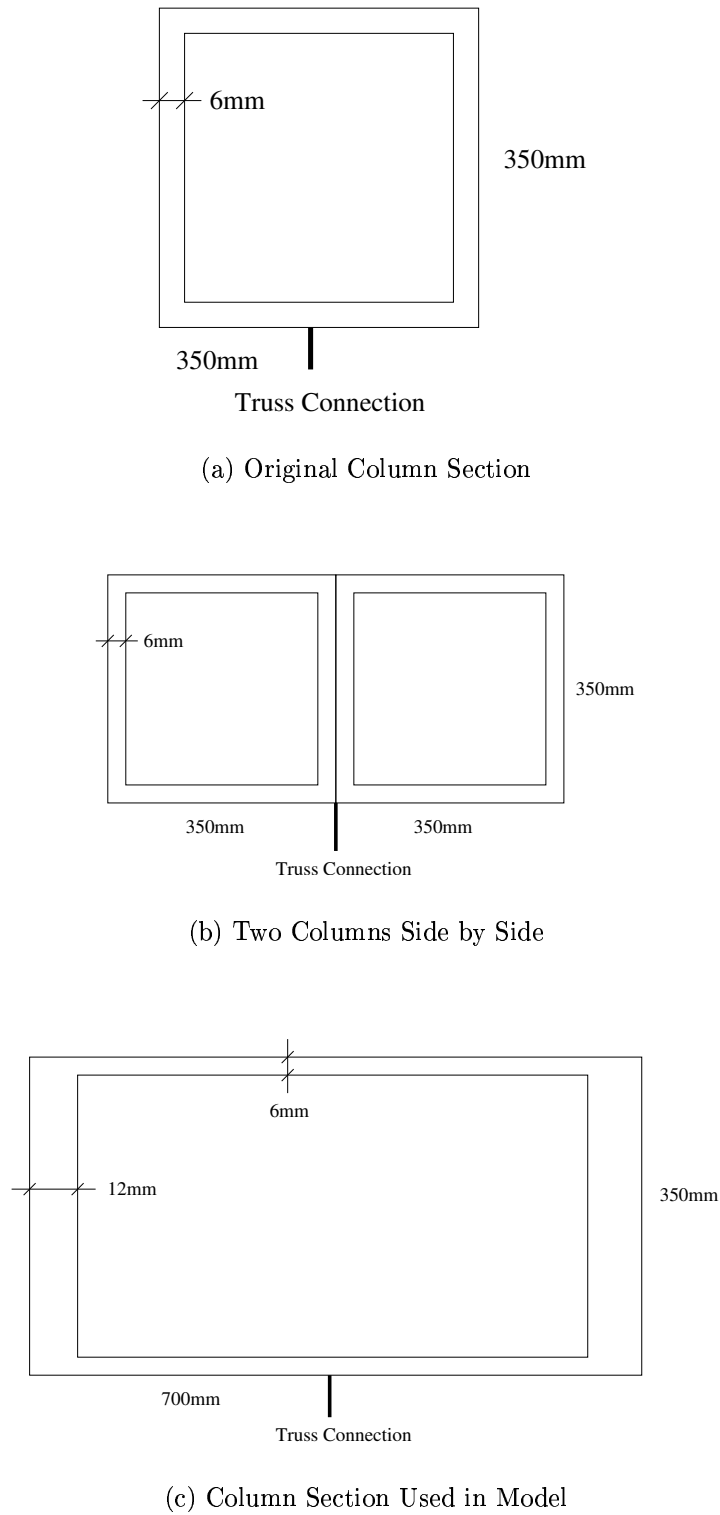 6mm
350mm
350mm
Truss Connection
(a) Original Column Section
6mm
350mm
350mm 350mm
Truss Connection
(b) Two Columns Side by Side
6mm
12mm
350mm
700mm
Truss Connection
(c) Column Section Used in Model